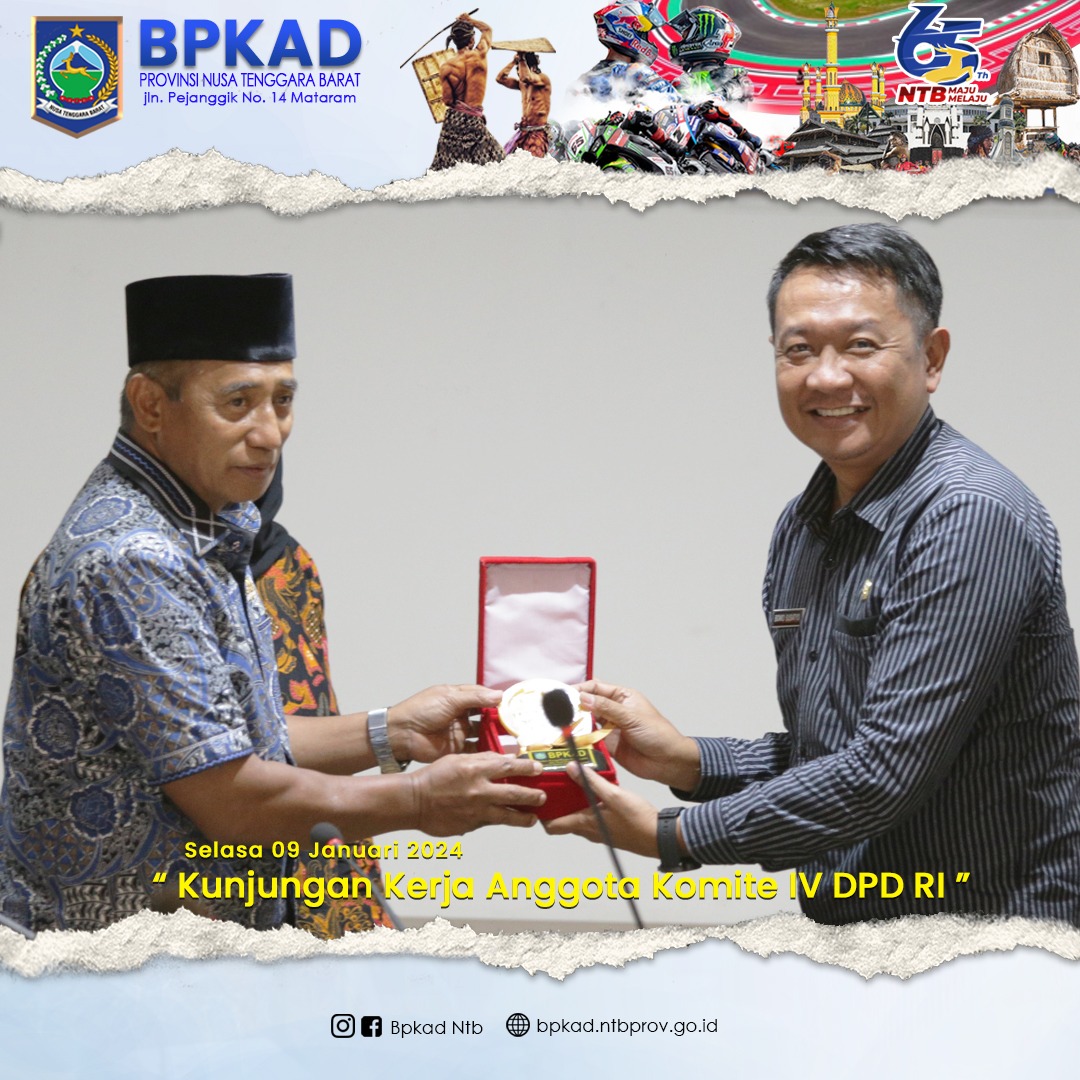 BPKAD
PROVINSI NUSA TENGGARA BARAT
jln. Pejanggik No. 14 Mataram
NUSA TENGGARA BARAT
65Th
NTB MAJU MELAJU
BPKAD
Selasa 09 Januari 2024
“ Kunjungan Kerja Anggota Komite IV DPD RI ”
Bpkad Ntb
bpkad.ntbprov.go.id